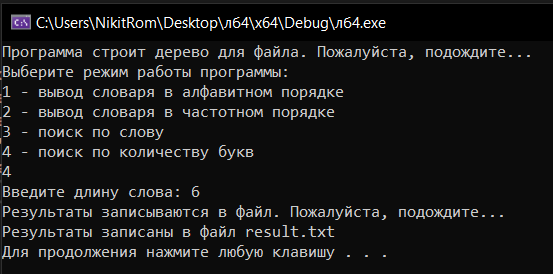 C:\Users\NikitRom\Desktop\л64\x64\Debug\л64.exe
Программа строит дерево для файла. Пожалуйста, подождите...
Выберите режим работы программы:
1 - вывод словаря в алфавитном порядке
2 - вывод словаря в частотном порядке
3 - поиск по слову
4 - поиск по количеству букв
4
Введите длину слова: 6
Результаты записываются в файл. Пожалуйста, подождите...
Результаты записаны в файл result.txt
Для продолжения нажмите любую клавишу . . .